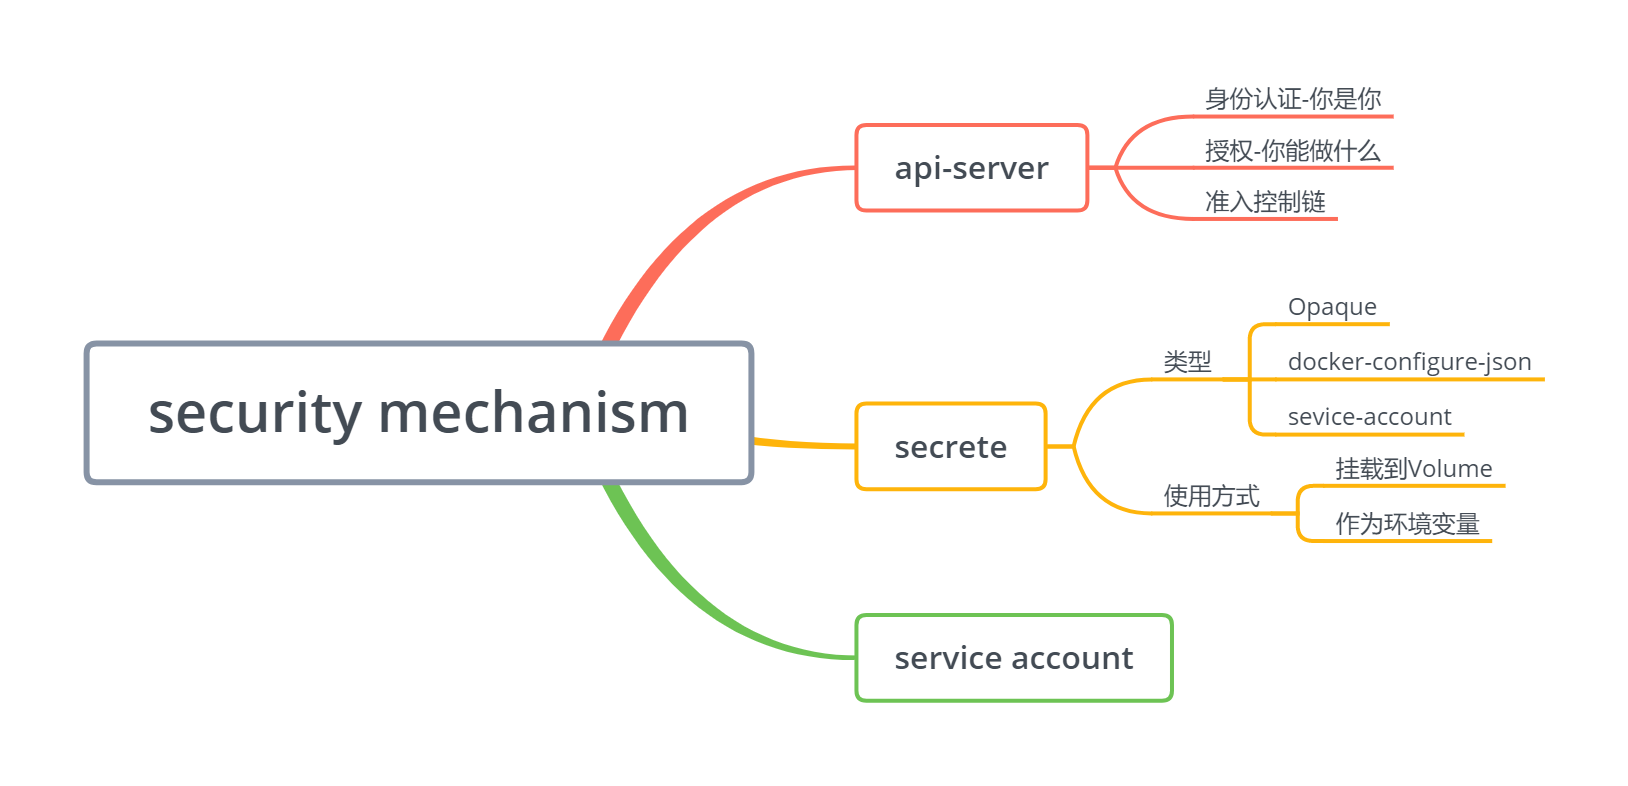 security mechanism
api-server
身份认证-你是你
授权-你能做什么
准入控制链
secrete
类型
Opaque
docker-configure-json
sevice-account
使用方式
挂载到Volume
作为环境变量
service account